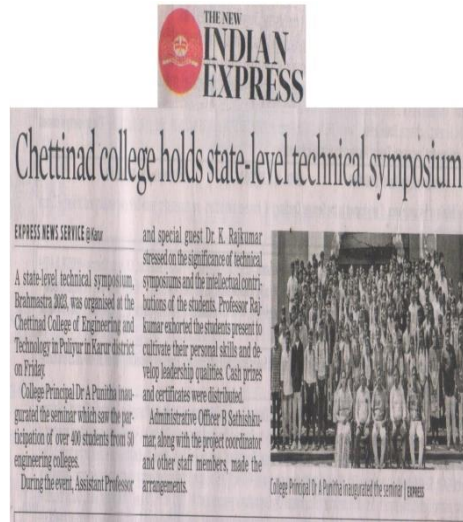 THE NEW
INDIAN
EXPRESS
Chettinad college holds state-level technical symposium
EXPRESS NEWS SERVICE @ Karur
A state-level technical symposium,
Brahmastra 2023, was organised at the
Chettinad College of Engineering and
Technology in Puliyur in Karur district
on Friday.
College Principal Dr A Punitha inau-
gurated the seminar which saw the par-
ticipation of over 400 students from 50
engineering colleges.
During the event, Assistant Professor
and special guest Dr. K. Rajkumar
stressed on the significance of technical
symposiums and the intellectual contri-
butions of the students. Professor Raj-
kumar exhorted the students present to
cultivate their personal skills and de-
velop leadership qualities. Cash prizes
and certificates were distributed.
Administrative Officer B Sathishku-
mar, along with the project coordinator
and other staff members, made the
arrangements.
College Principal Dr A Punitha inaugurated the seminar | EXPRESS